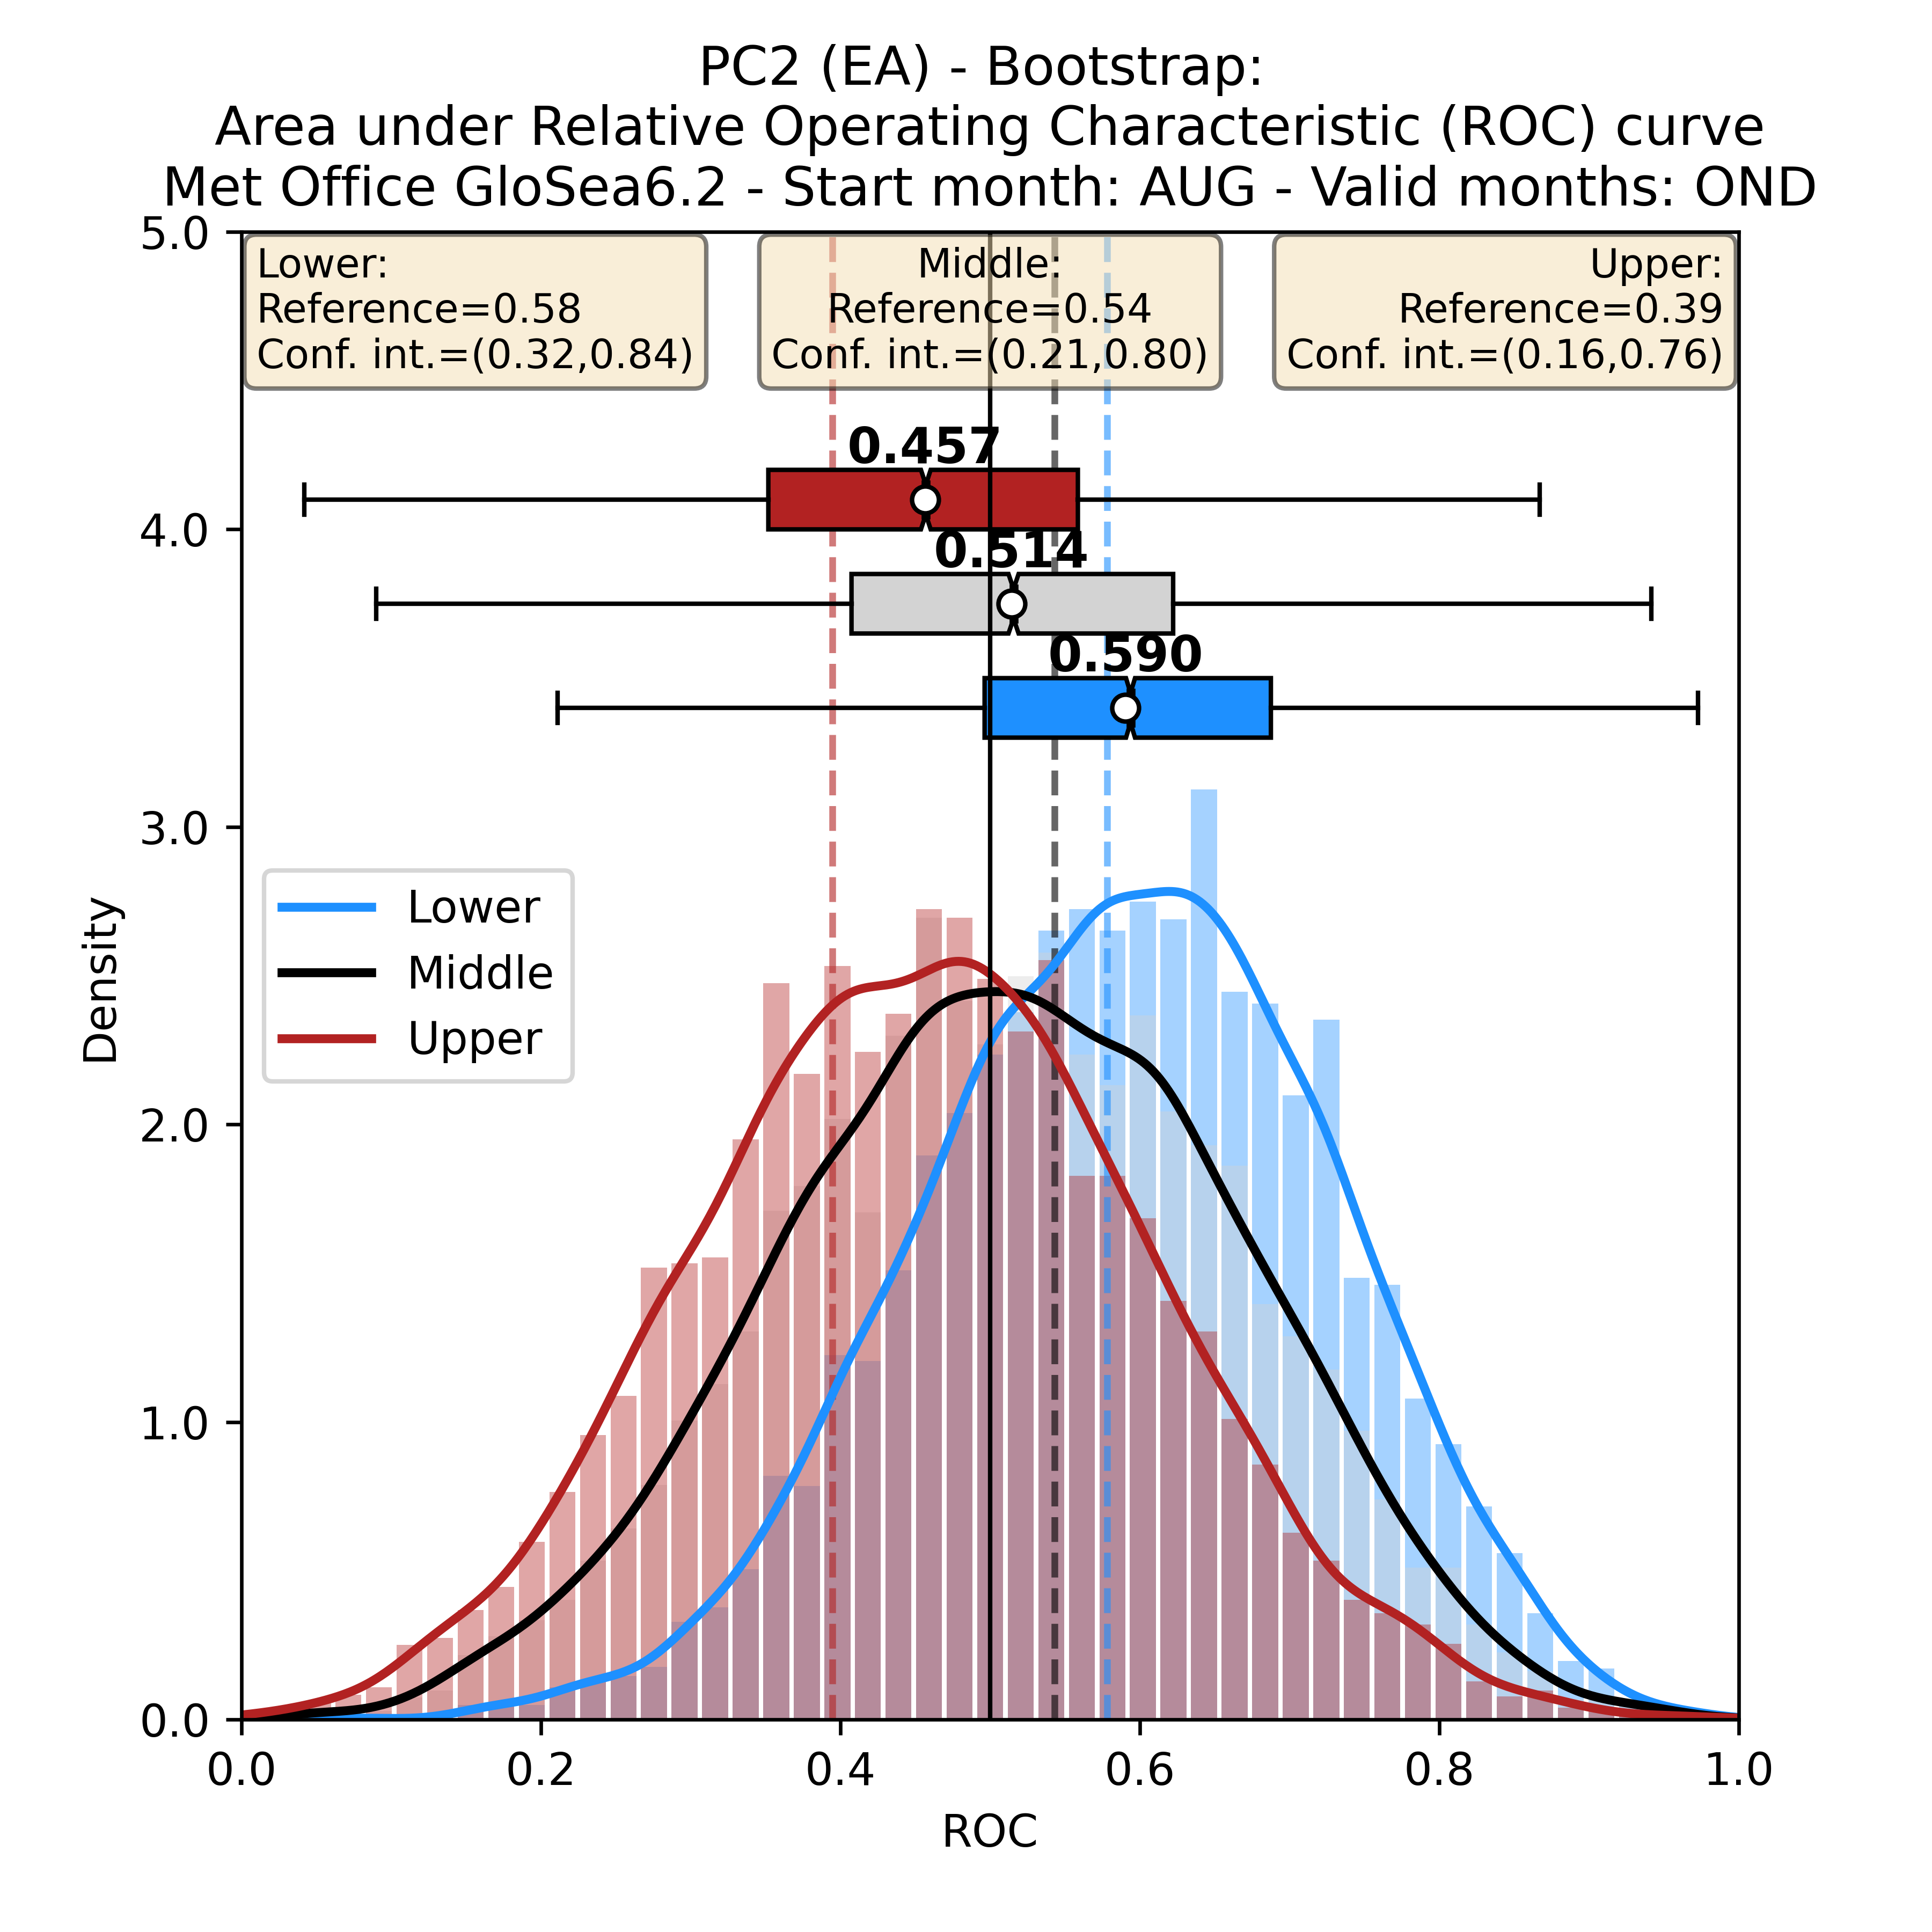 PC2 (EA) - Bootstrap:
Area under Relative Operating Characteristic (ROC) curve
Met Office GloSea6.2 - Start month: AUG - Valid months: OND
Lower:
Reference=0.58
Conf. int.=(0.32,0.84)
Middle:
Reference=0.54
Conf. int.=(0.21,0.80)
Upper:
Reference=0.39
Conf. int.=(0.16,0.76)
0.457
0.514
0.590
Lower
Middle
Upper
Density
5.0
4.0
3.0
2.0
1.0
0.0
0.0
0.2
0.4
0.6
0.8
1.0
ROC